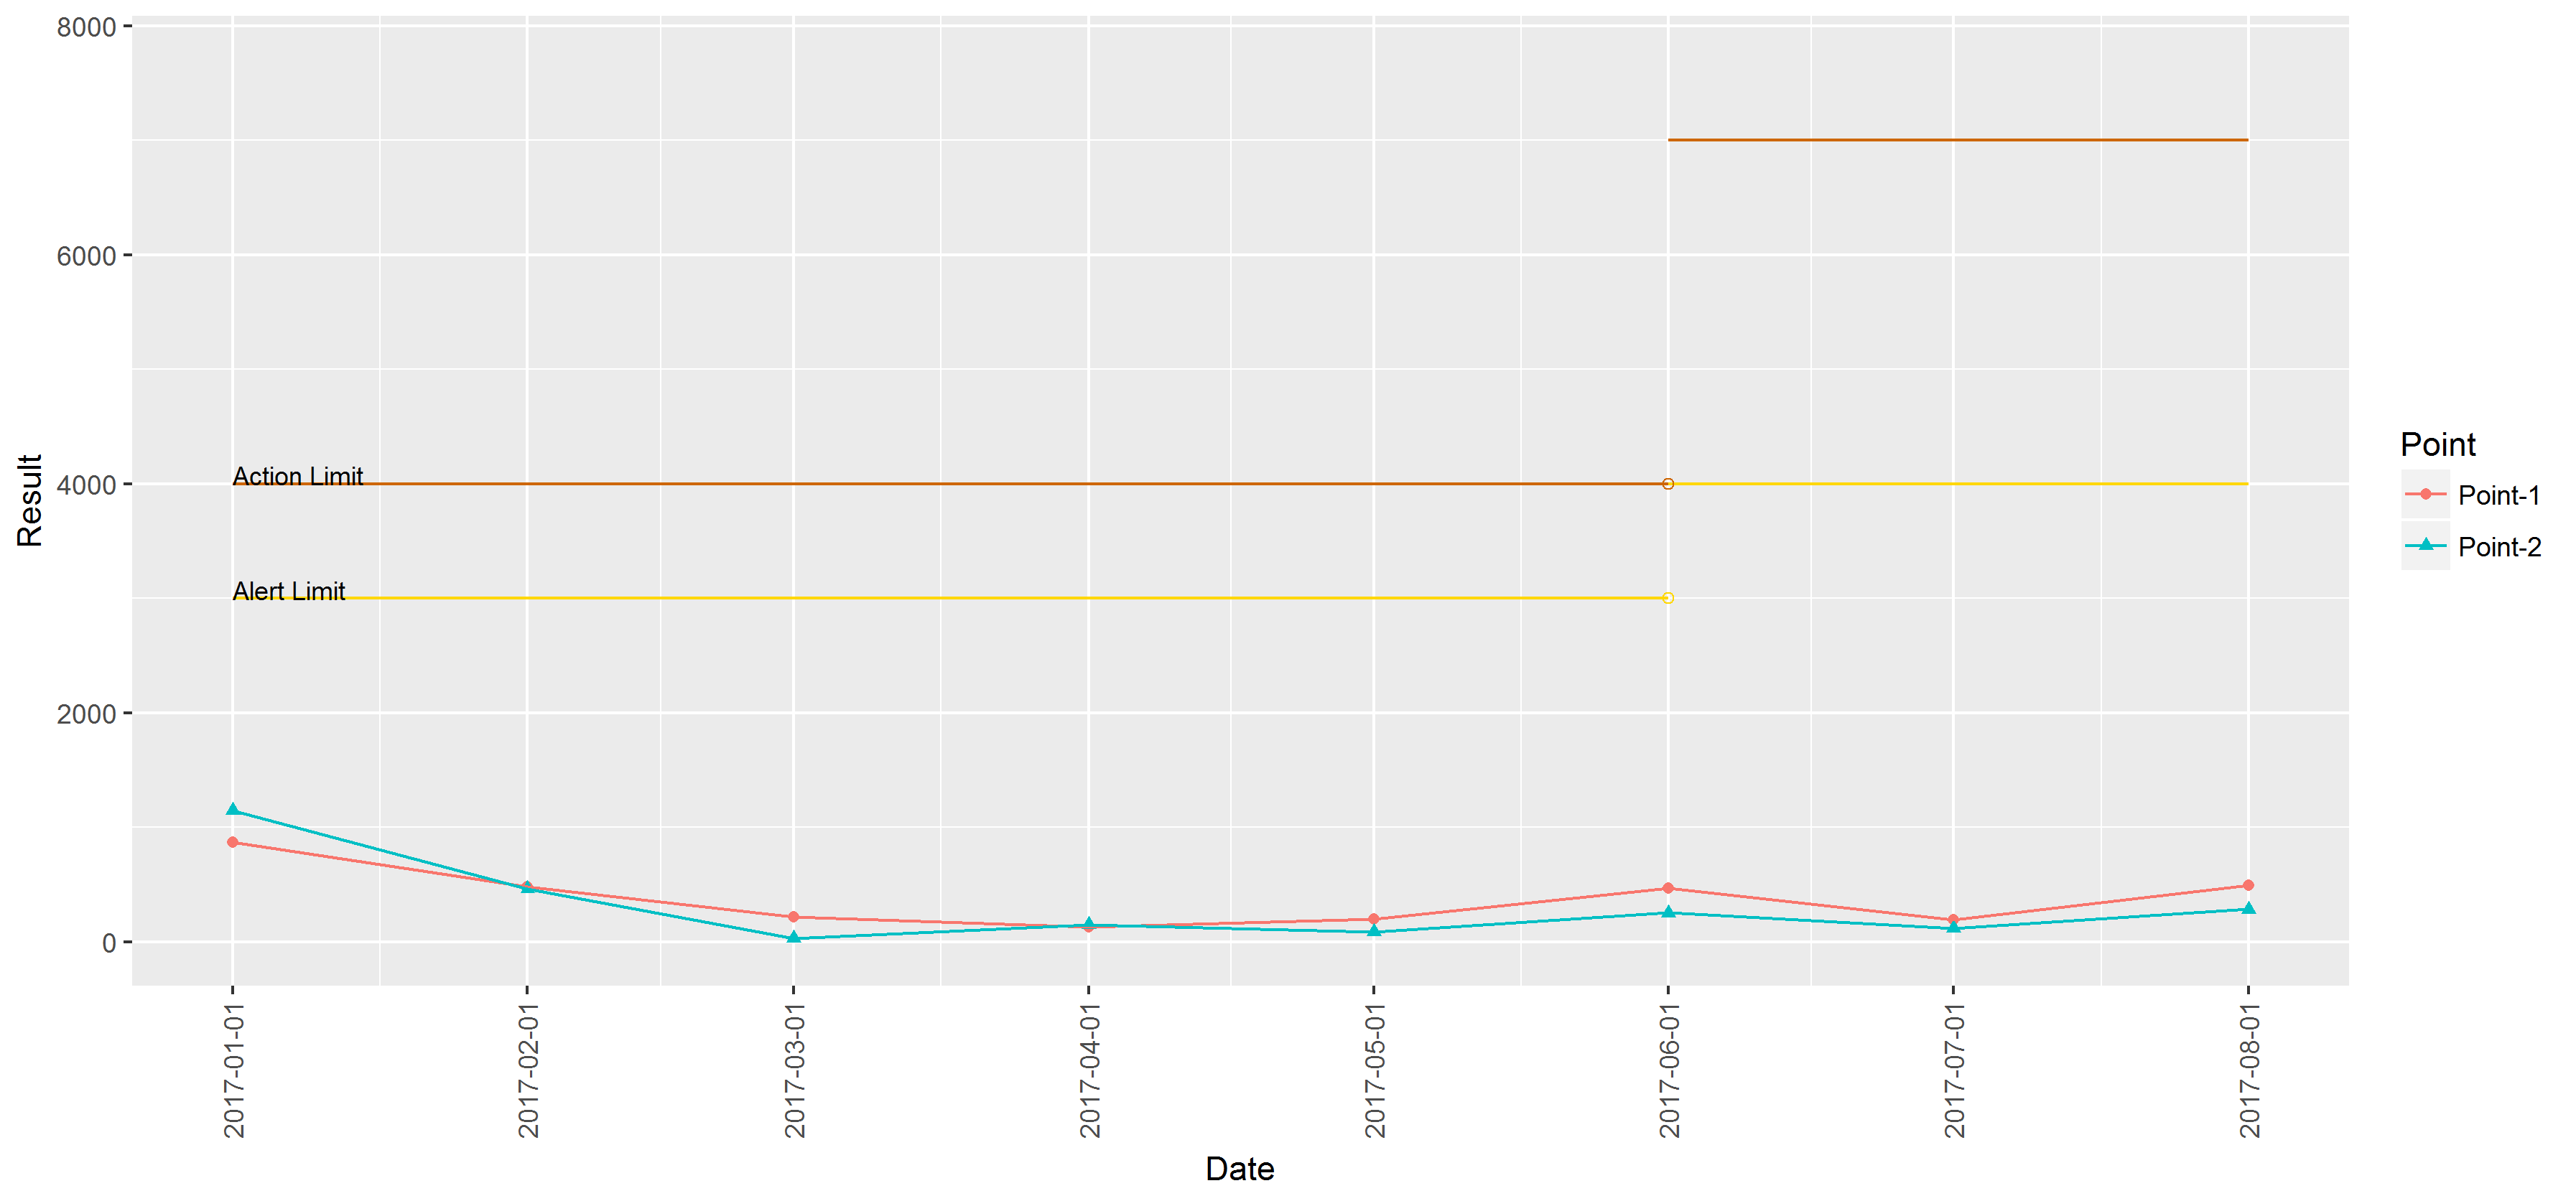 8000
6000
4000
2000
0
Result
Action Limit
Alert Limit
2017-01-01
2017-02-01
2017-03-01
2017-04-01
2017-05-01
2017-06-01
2017-07-01
2017-08-01
Date
Point
Point-1
Point-2